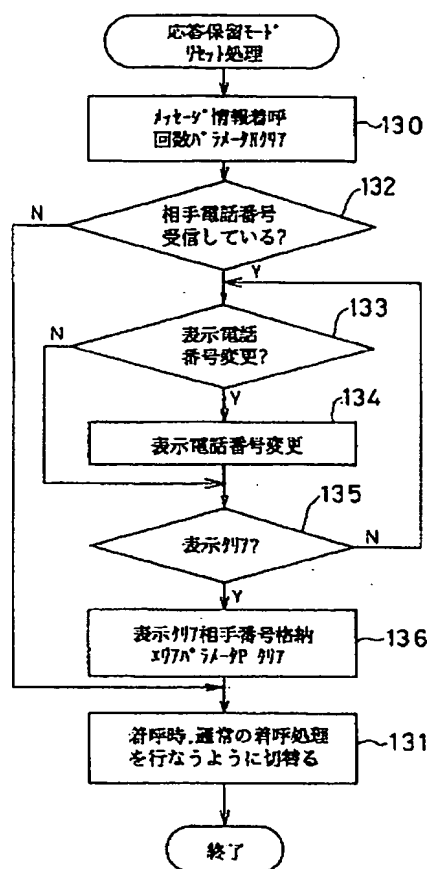 応答保留モード
リセット処理
メッセージ情報着呼
回数パラメータNクリア
130
132
相手電話番号
受信している?
N
Y
133
表示電話
番号変更?
N
Y
134
表示電話番号変更
135
表示クリア?
N
Y
表示クリア相手番号格納
エリアパラメータP クリア
136
着呼時、通常の着呼処理
を行なうように切替る
131
終了